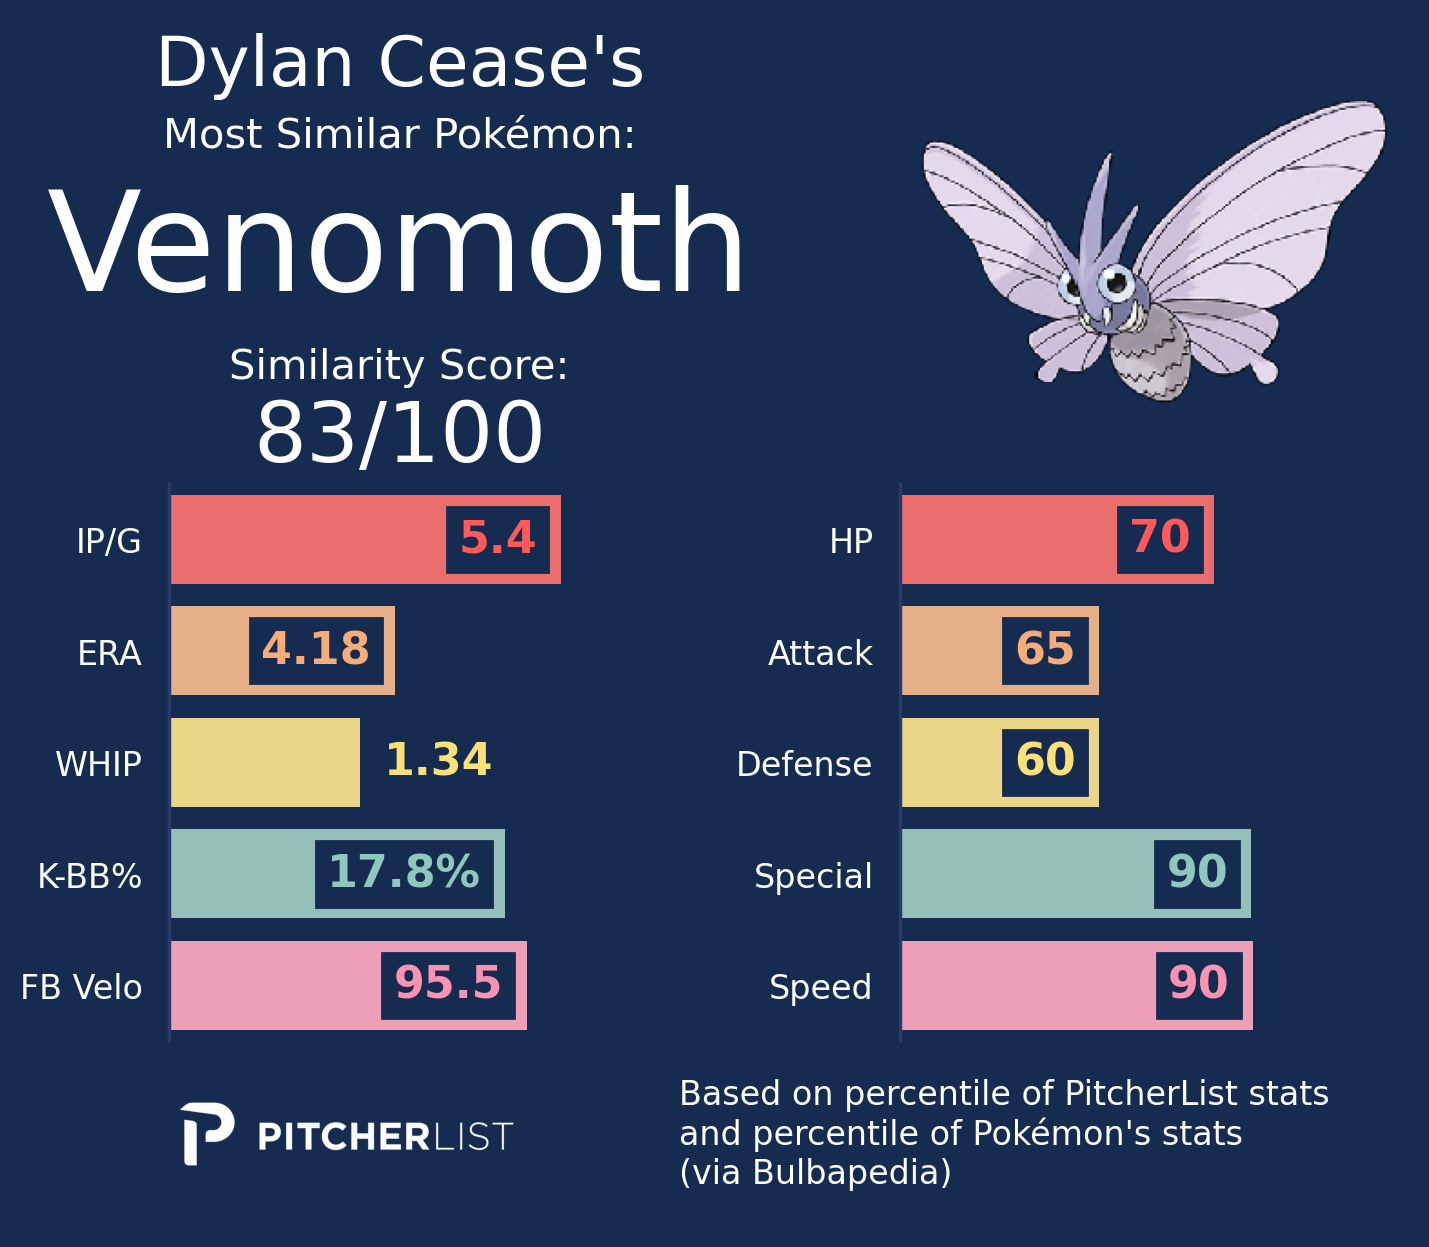 Dylan Cease's
Most Similar Pokémon:
Venomoth
Similarity Score:
83/100
IP/G 5.4
ERA 4.18
WHIP 1.34
K-BB% 17.8%
FB Velo 95.5
HP 70
Attack 65
Defense 60
Special 90
Speed 90
PITCHERLIST
Based on percentile of PitcherList stats
and percentile of Pokémon's stats
(via Bulbapedia)